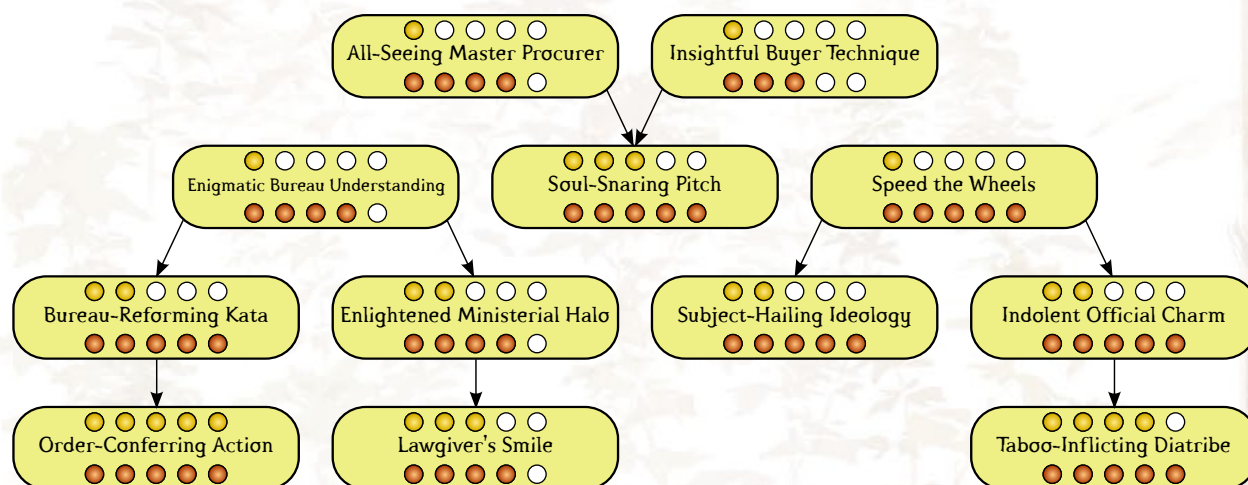 All-Seeing Master Procurer
Insightful Buyer Technique
Enigmatic Bureau Understanding
Soul-Snaring Pitch
Speed the Wheels
Bureau-Reforming Kata
Enlightened Ministerial Halo
Subject-Hailing Ideology
Indolent Official Charm
Order-Conferring Action
Lawgiver's Smile
Taboo-Inflicting Diatribe